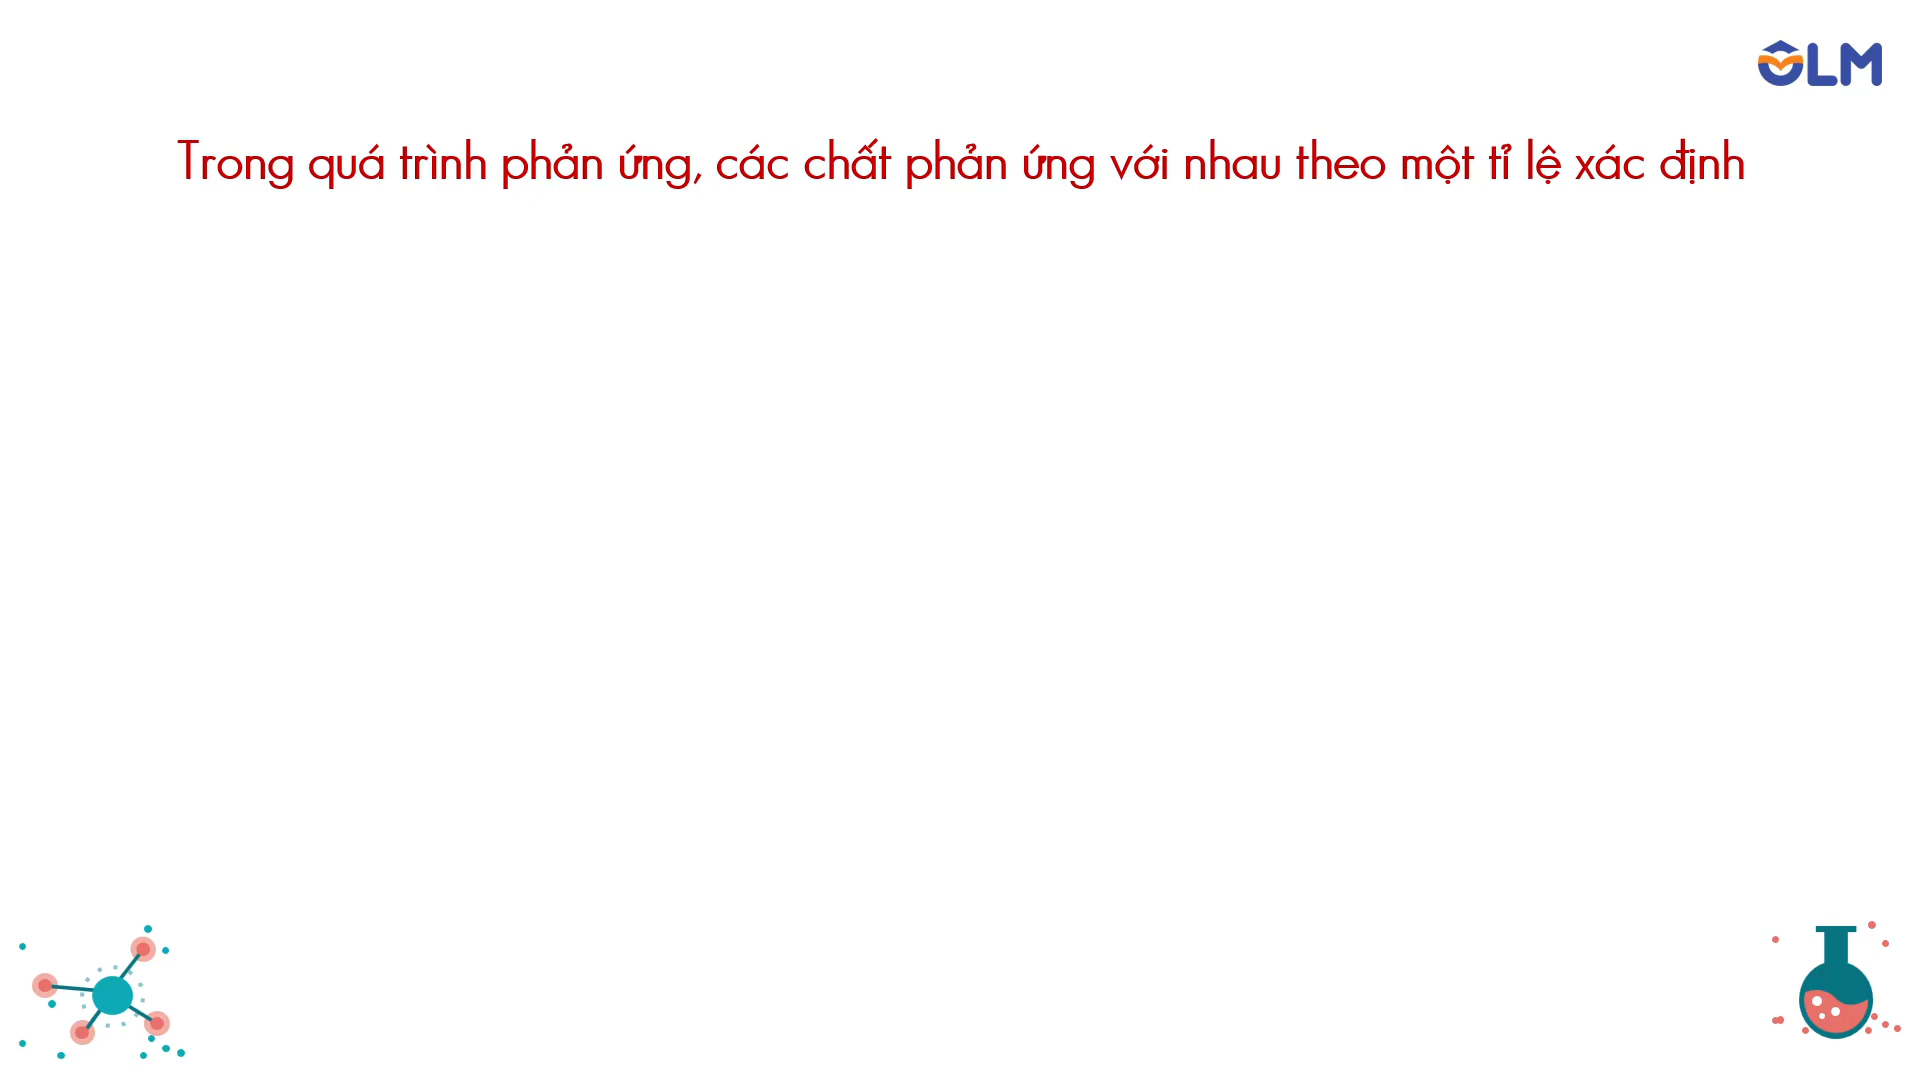 OLM
Trong quá trình phản ứng, các chất phản ứng với nhau theo một tỉ lệ xác định